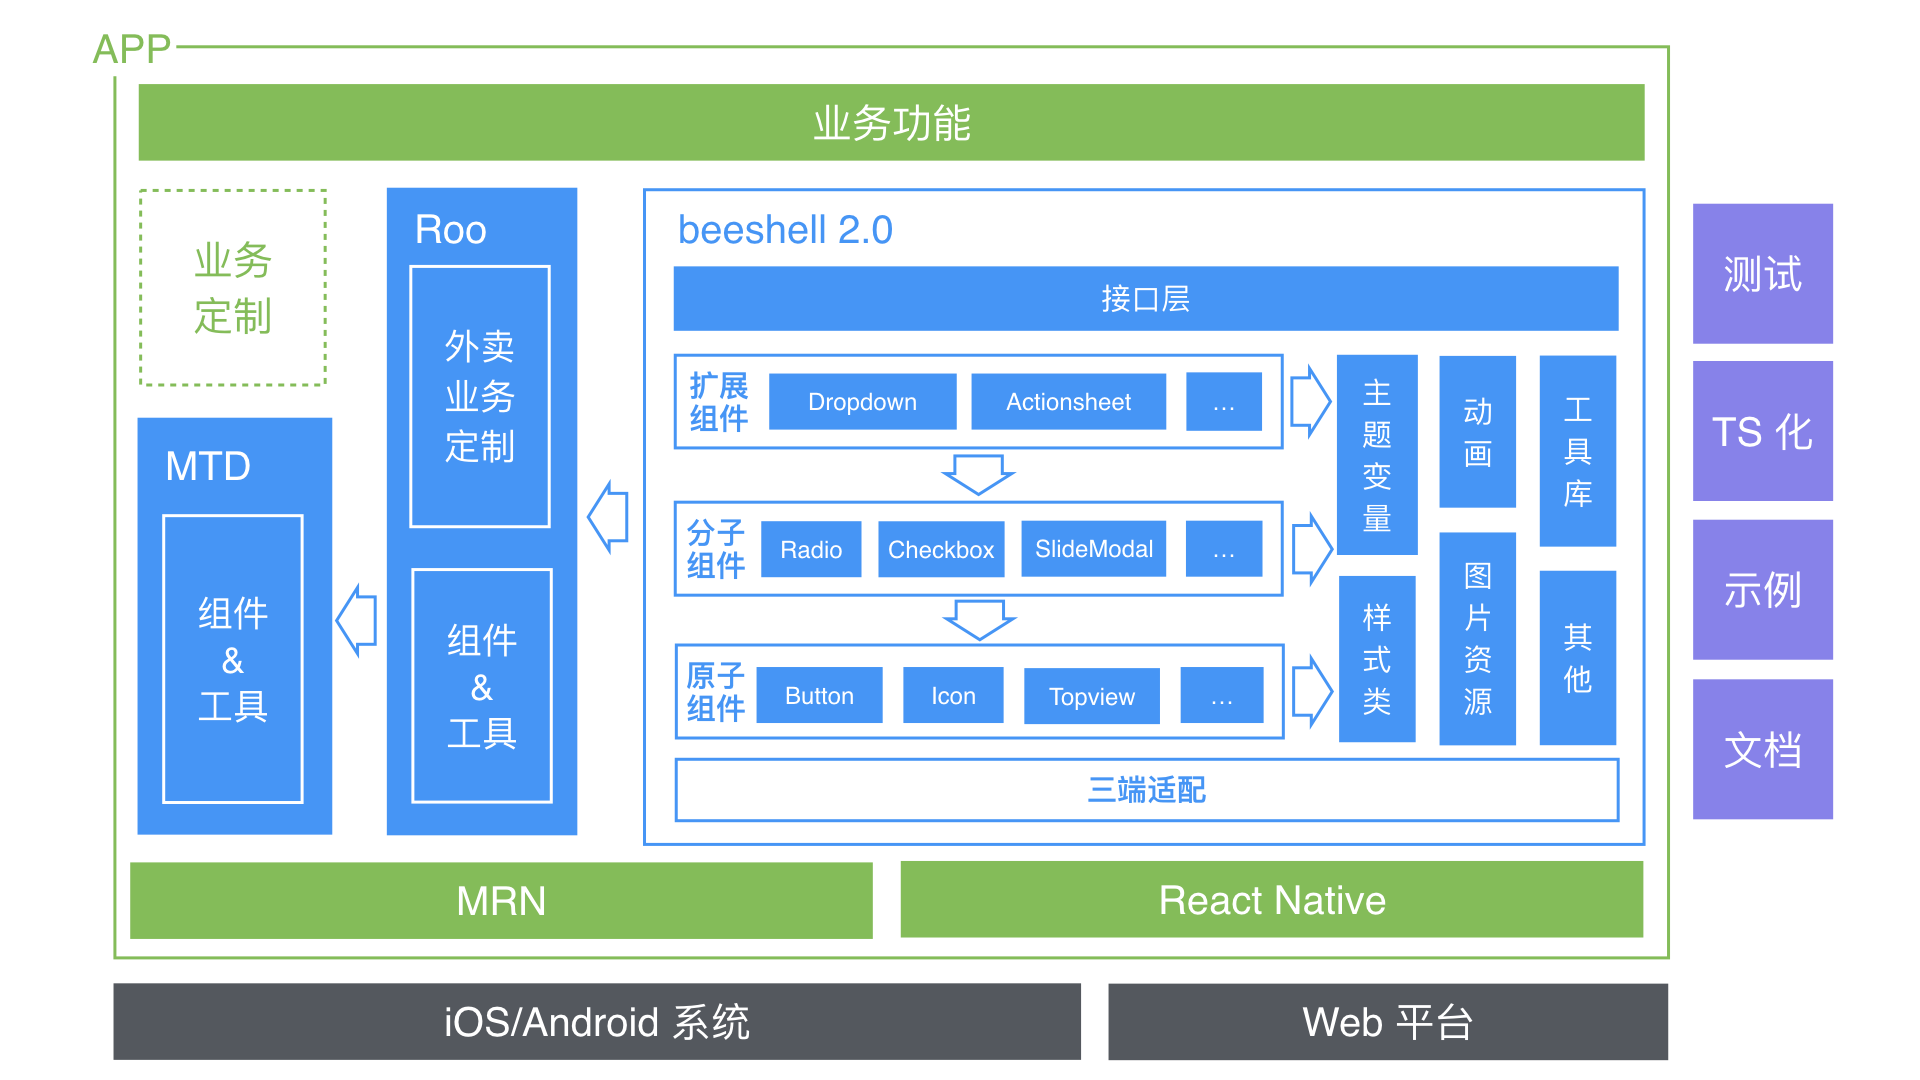 APP
业务功能
业务
定制
MTD
组件
&
工具
Roo
外卖
业务
定制
组件
&
工具
beeshell 2.0
接口层
扩展
组件
Dropdown
Actionsheet
...
分子
组件
Radio
Checkbox
SlideModal
...
原子
组件
Button
Icon
Topview
...
主
题
变
量
样
式
类
动
画
图
片
资
源
工
具
库
其
他
三端适配
MRN
React Native
iOS/Android 系统
Web 平台
测试
TS 化
示例
文档